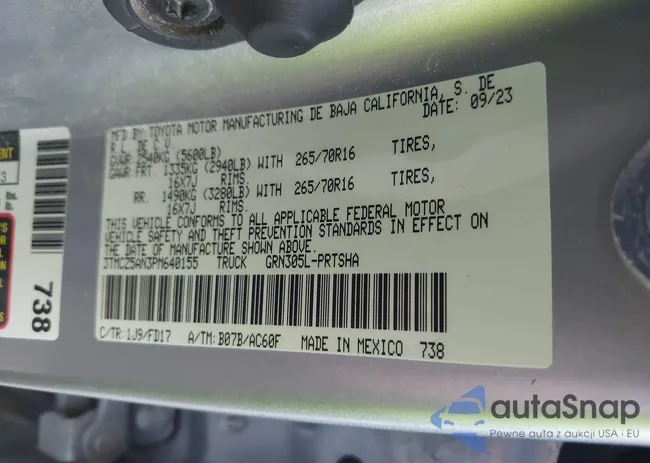 MFD BY: TOYOTA MOTOR MANUFACTURING DE BAJA CALIFORNIA, S. DE
R. L. DE C.V. DATE: 09/23
GVWR 2540KG (5600LB)
GAWR FRT. 1335KG (2940LB) WITH 265/70R16 TIRES,
16X7J RIMS.
RR. 1490KG (3280LB) WITH 265/70R16 TIRES,
16X7J RIMS.
THIS VEHICLE CONFORMS TO ALL APPLICABLE FEDERAL MOTOR
VEHICLE SAFETY AND THEFT PREVENTION STANDARDS IN EFFECT ON
THE DATE OF MANUFACTURE SHOWN ABOVE.
3TMCZ5AN3PM640155 TRUCK GRN305L-PRTSHA
C/TR: 1J9/FD17 A/TM: B07B/AC60F MADE IN MEXICO 738
738
autaSnap
Pewne auta z aukcji USA i EU